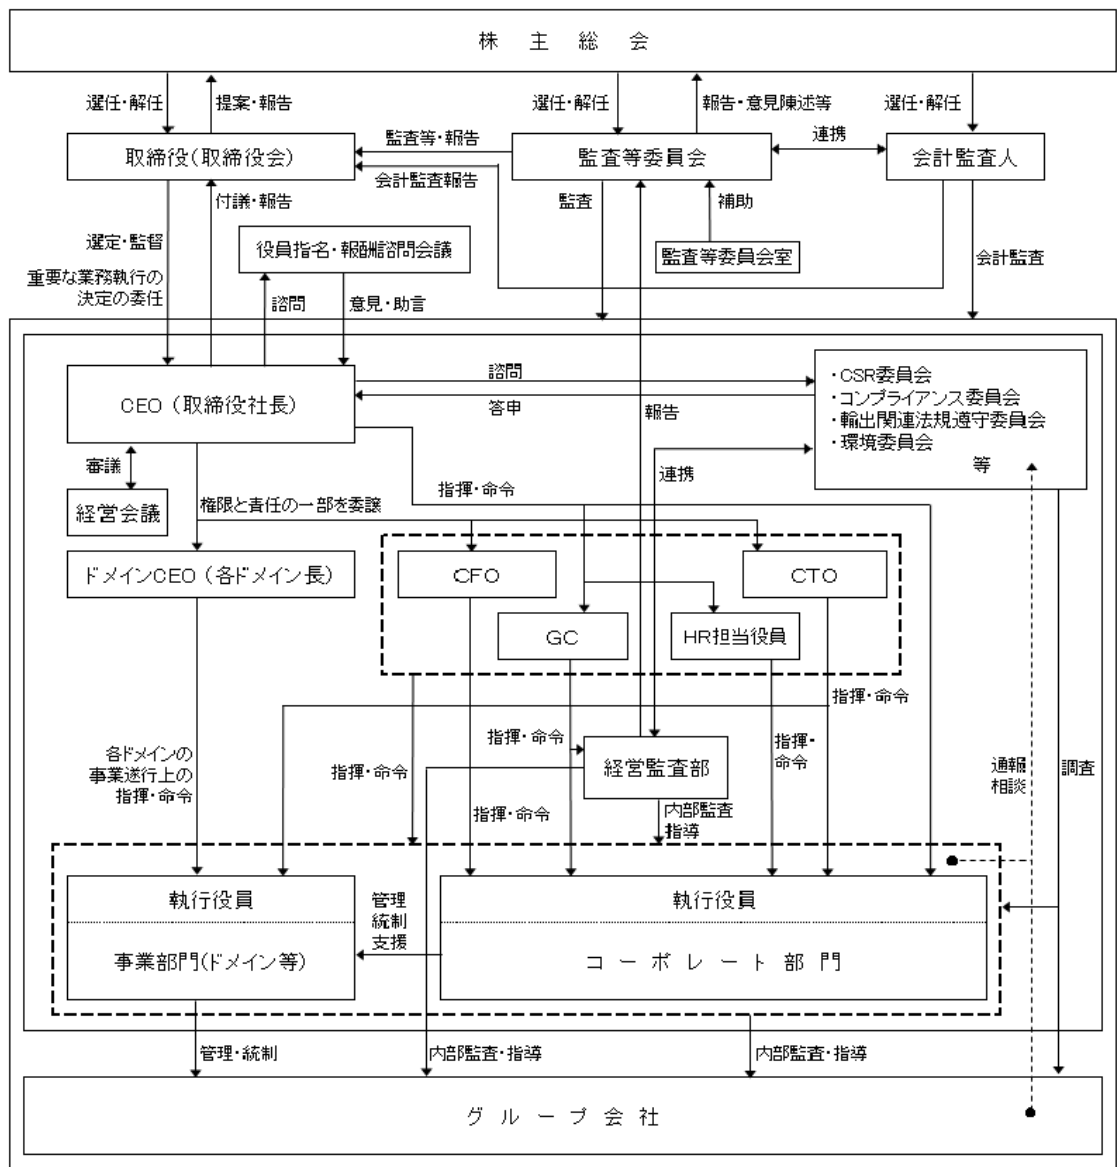 株主総会
選任・解任
提案・報告
選任・解任
報告・意見陳述等
選任・解任
取締役(取締役会)
監査等・報告
会計監査報告
監査等委員会
連携
会計監査人
付議・報告
監査
補助
選定・監督
役員指名・報酬諮問会議
監査等委員会室
会計監査
重要な業務執行の
決定の委任
諮問
意見・助言
CEO（取締役社長）
諮問
答申
報告
・CSR委員会
・コンプライアンス委員会
・輸出関連法規遵守委員会
・環境委員会
等
審議
連携
指揮・命令
経営会議
権限と責任の一部を委譲
ドメインCEO（各ドメイン長）
CFO
CTO
GC
HR担当役員
指揮・命令
各ドメインの
事業遂行上の
指揮・命令
指揮・命令
指揮・命令
経営監査部
指揮・
命令
通報
相談
調査
指揮・命令
内部監査
指導
執行役員
管理
統制
支援
執行役員
事業部門(ドメイン等)
コーポレート部門
管理・統制
内部監査・指導
内部監査・指導
グループ会社